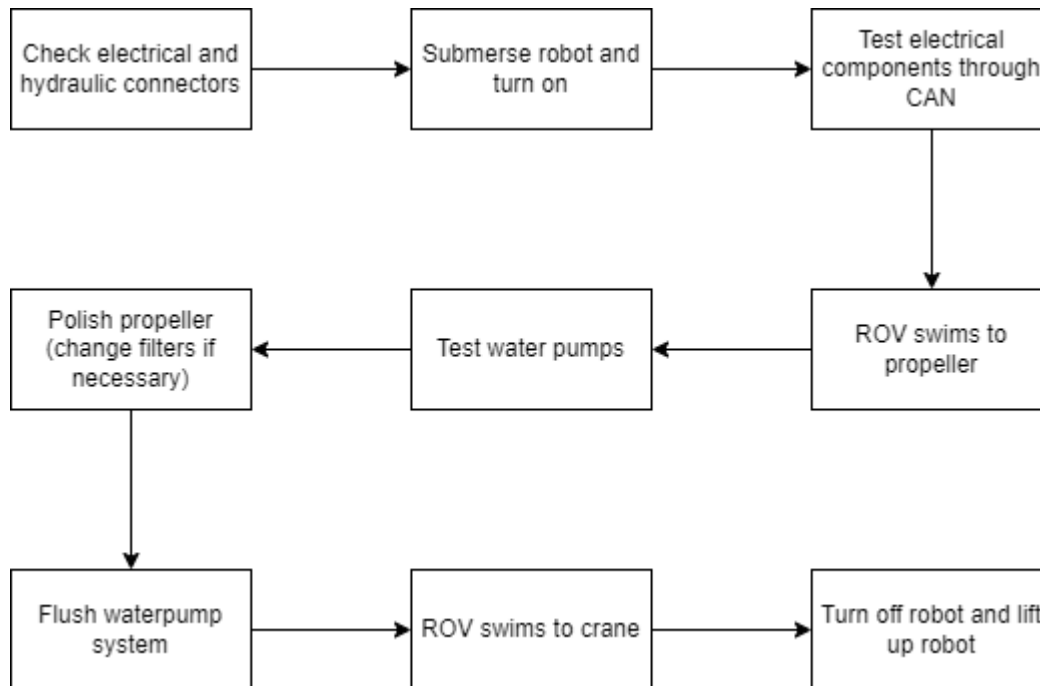 Check electrical and
hydraulic connectors
Submerse robot and
turn on
Test electrical
components through
CAN
ROV swims to
propeller
Test water pumps
Polish propeller
(change filters if
necessary)
Flush waterpump
system
ROV swims to crane
Turn off robot and lift
up robot